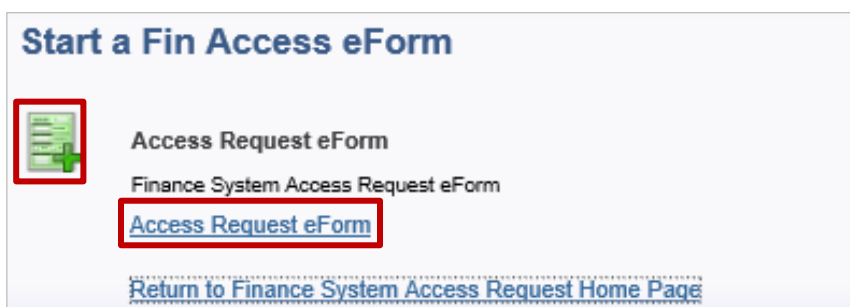 Start a Fin Access eForm
Access Request eForm
Finance System Access Request eForm
Access Request eForm
Return to Finance System Access Request Home Page